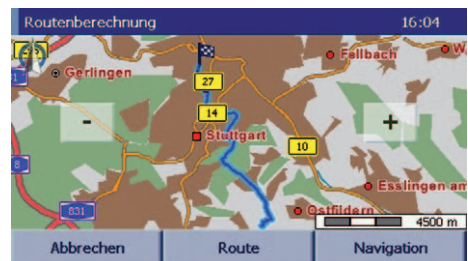 Routenberechnung 16:04
Fellbach
W
Gerlingen
27
14
Stuttgart
10
8
831
Esslingen am
Ostfildern
4500 m
- +
Abbrechen Route Navigation